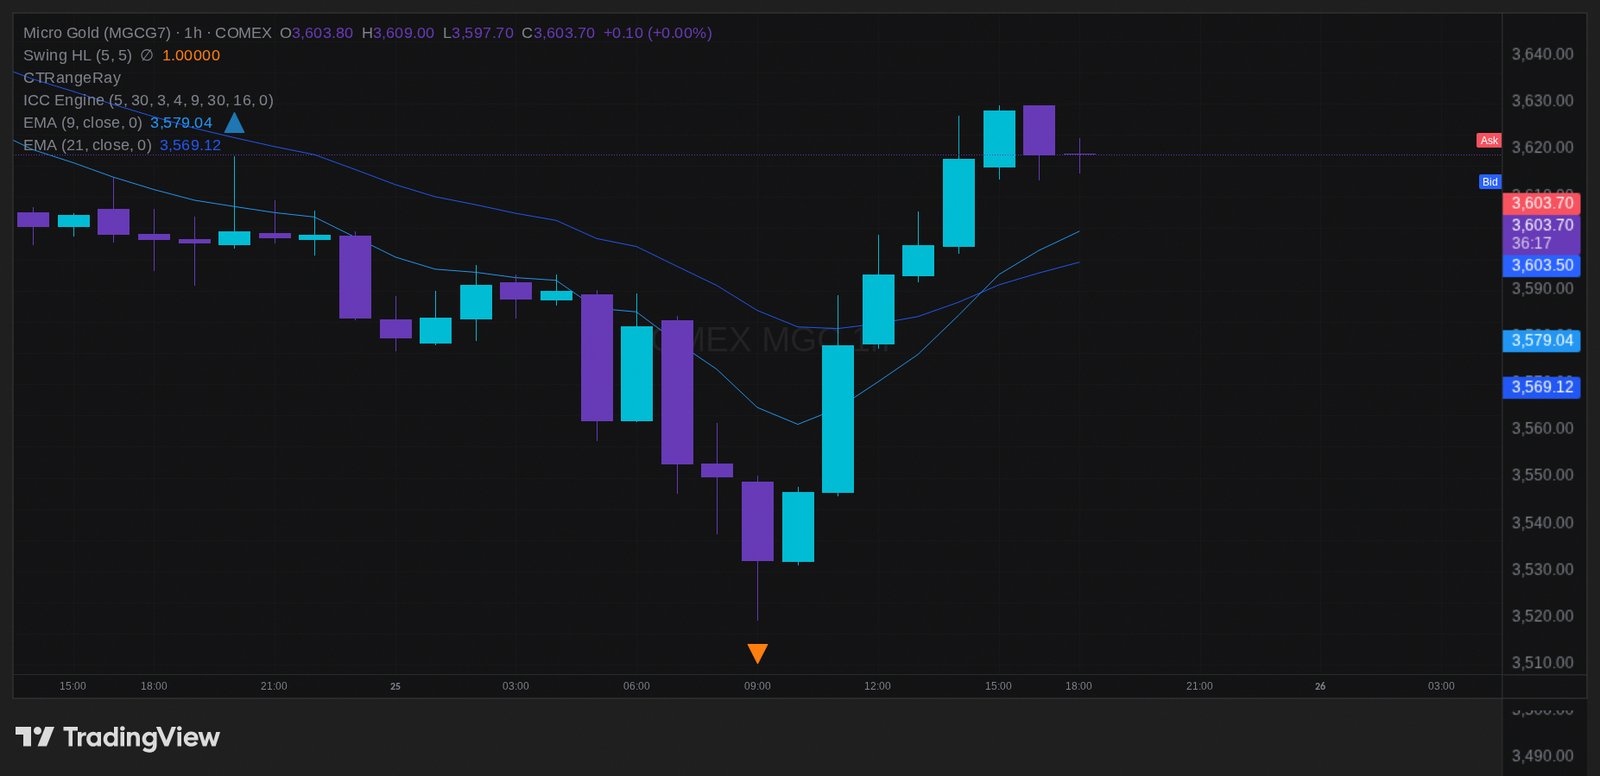 Micro Gold (MGCG7) · 1h · COMEX O3,603.80 H3,609.00 L3,597.70 C3,603.70 +0.10 (+0.00%)
Swing HL (5, 5) ∅ 1.00000
CTRangeRay
ICC Engine (5, 30, 3, 4, 9, 30, 16, 0)
EMA (9, close, 0) 3,579.04
EMA (21, close, 0) 3,569.12
3,640.00
3,630.00
Ask
3,620.00
Bid
3,603.70
3,603.70
36:17
3,603.50
3,590.00
3,579.04
3,569.12
3,560.00
3,550.00
3,540.00
3,530.00
3,520.00
3,510.00
15:00 18:00 21:00 25 03:00 06:00 09:00 12:00 15:00 18:00 21:00 26 03:00
TradingView
3,490.00